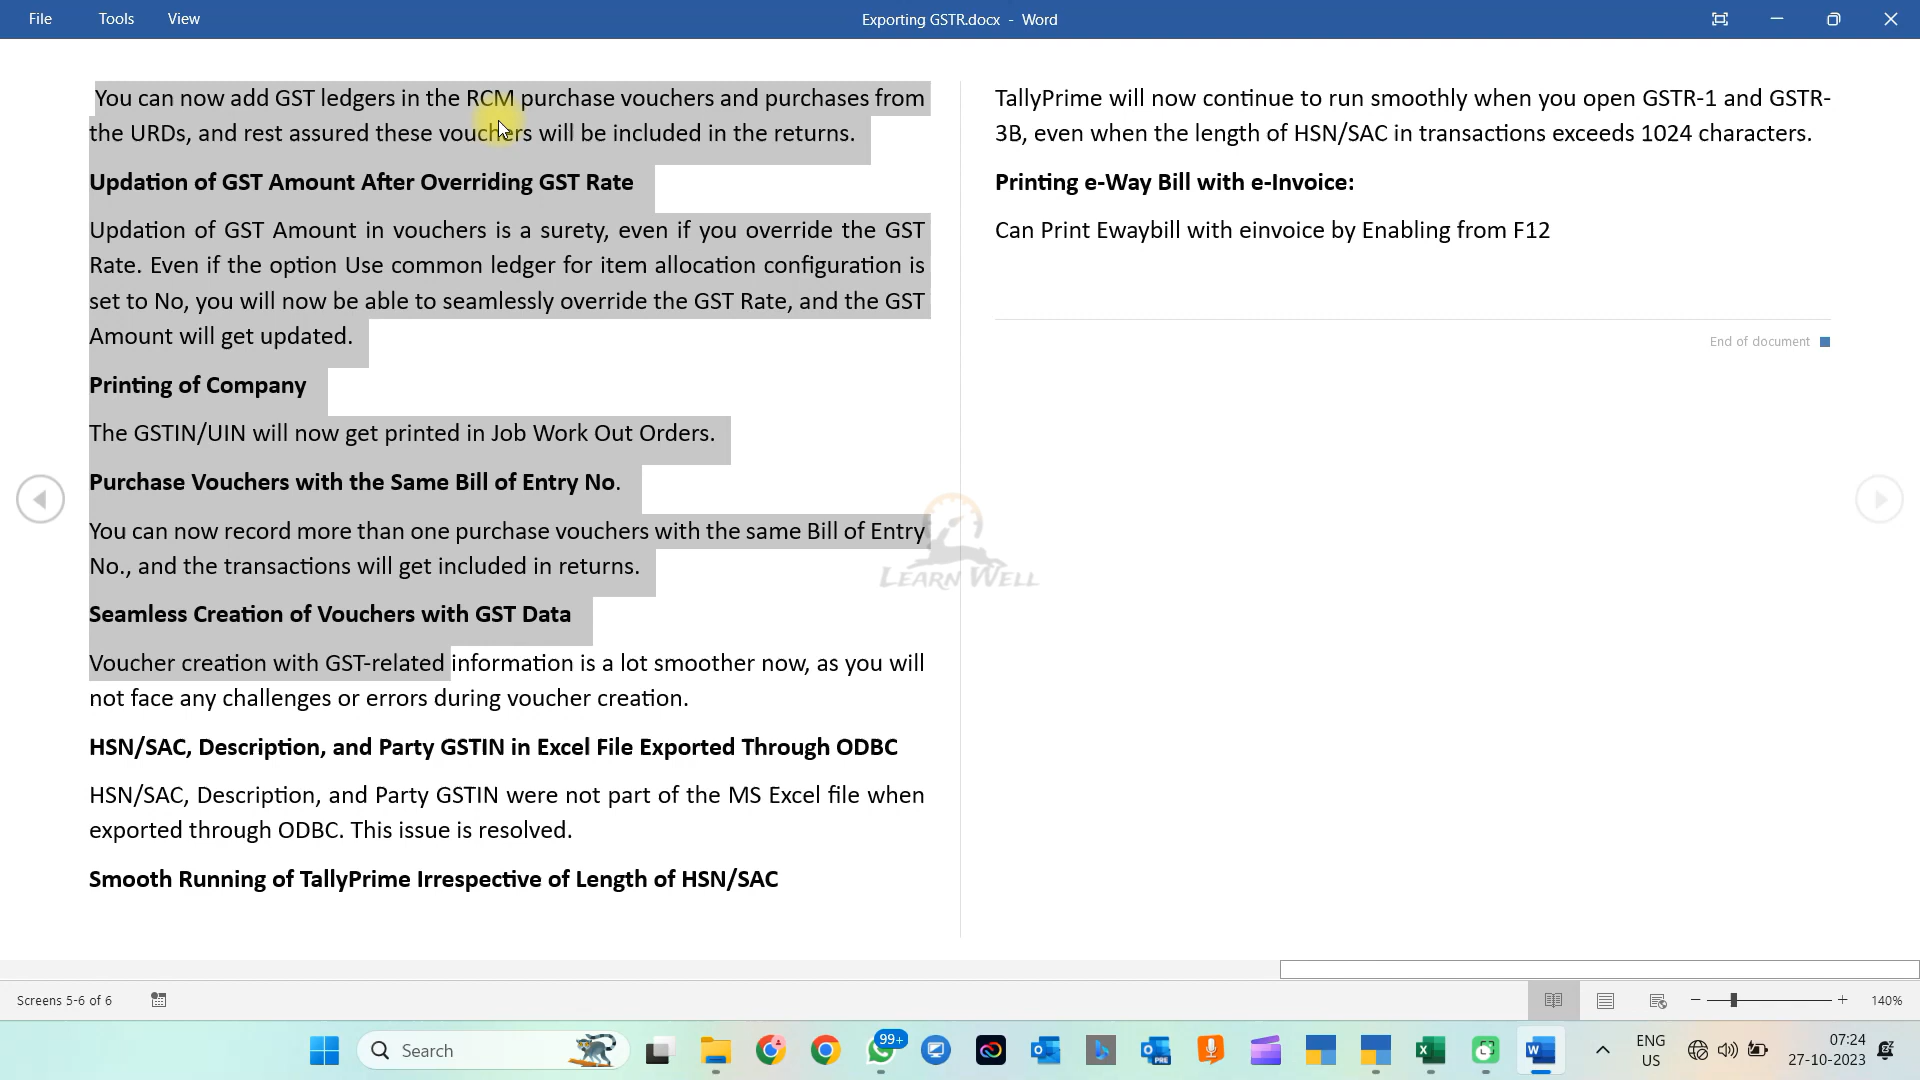 File Tools View Exporting GSTR.docx - Word
You can now add GST ledgers in the RCM purchase vouchers and purchases from
the URDs, and rest assured these vouchers will be included in the returns.
Updation of GST Amount After Overriding GST Rate
Updation of GST Amount in vouchers is a surety, even if you override the GST
Rate. Even if the option Use common ledger for item allocation configuration is
set to No, you will now be able to seamlessly override the GST Rate, and the GST
Amount will get updated.
Printing of Company
The GSTIN/UIN will now get printed in Job Work Out Orders.
Purchase Vouchers with the Same Bill of Entry No.
You can now record more than one purchase vouchers with the same Bill of Entry
No., and the transactions will get included in returns.
Seamless Creation of Vouchers with GST Data
Voucher creation with GST-related information is a lot smoother now, as you will
not face any challenges or errors during voucher creation.
HSN/SAC, Description, and Party GSTIN in Excel File Exported Through ODBC
HSN/SAC, Description, and Party GSTIN were not part of the MS Excel file when
exported through ODBC. This issue is resolved.
Smooth Running of TallyPrime Irrespective of Length of HSN/SAC
TallyPrime will now continue to run smoothly when you open GSTR-1 and GSTR-
3B, even when the length of HSN/SAC in transactions exceeds 1024 characters.
Printing e-Way Bill with e-Invoice:
Can Print Ewaybill with einvoice by Enabling from F12
End of document
LEARN WELL
Screens 5-6 of 6
140%
Search
99+
PRE
ENG
US
07:24
27-10-2023